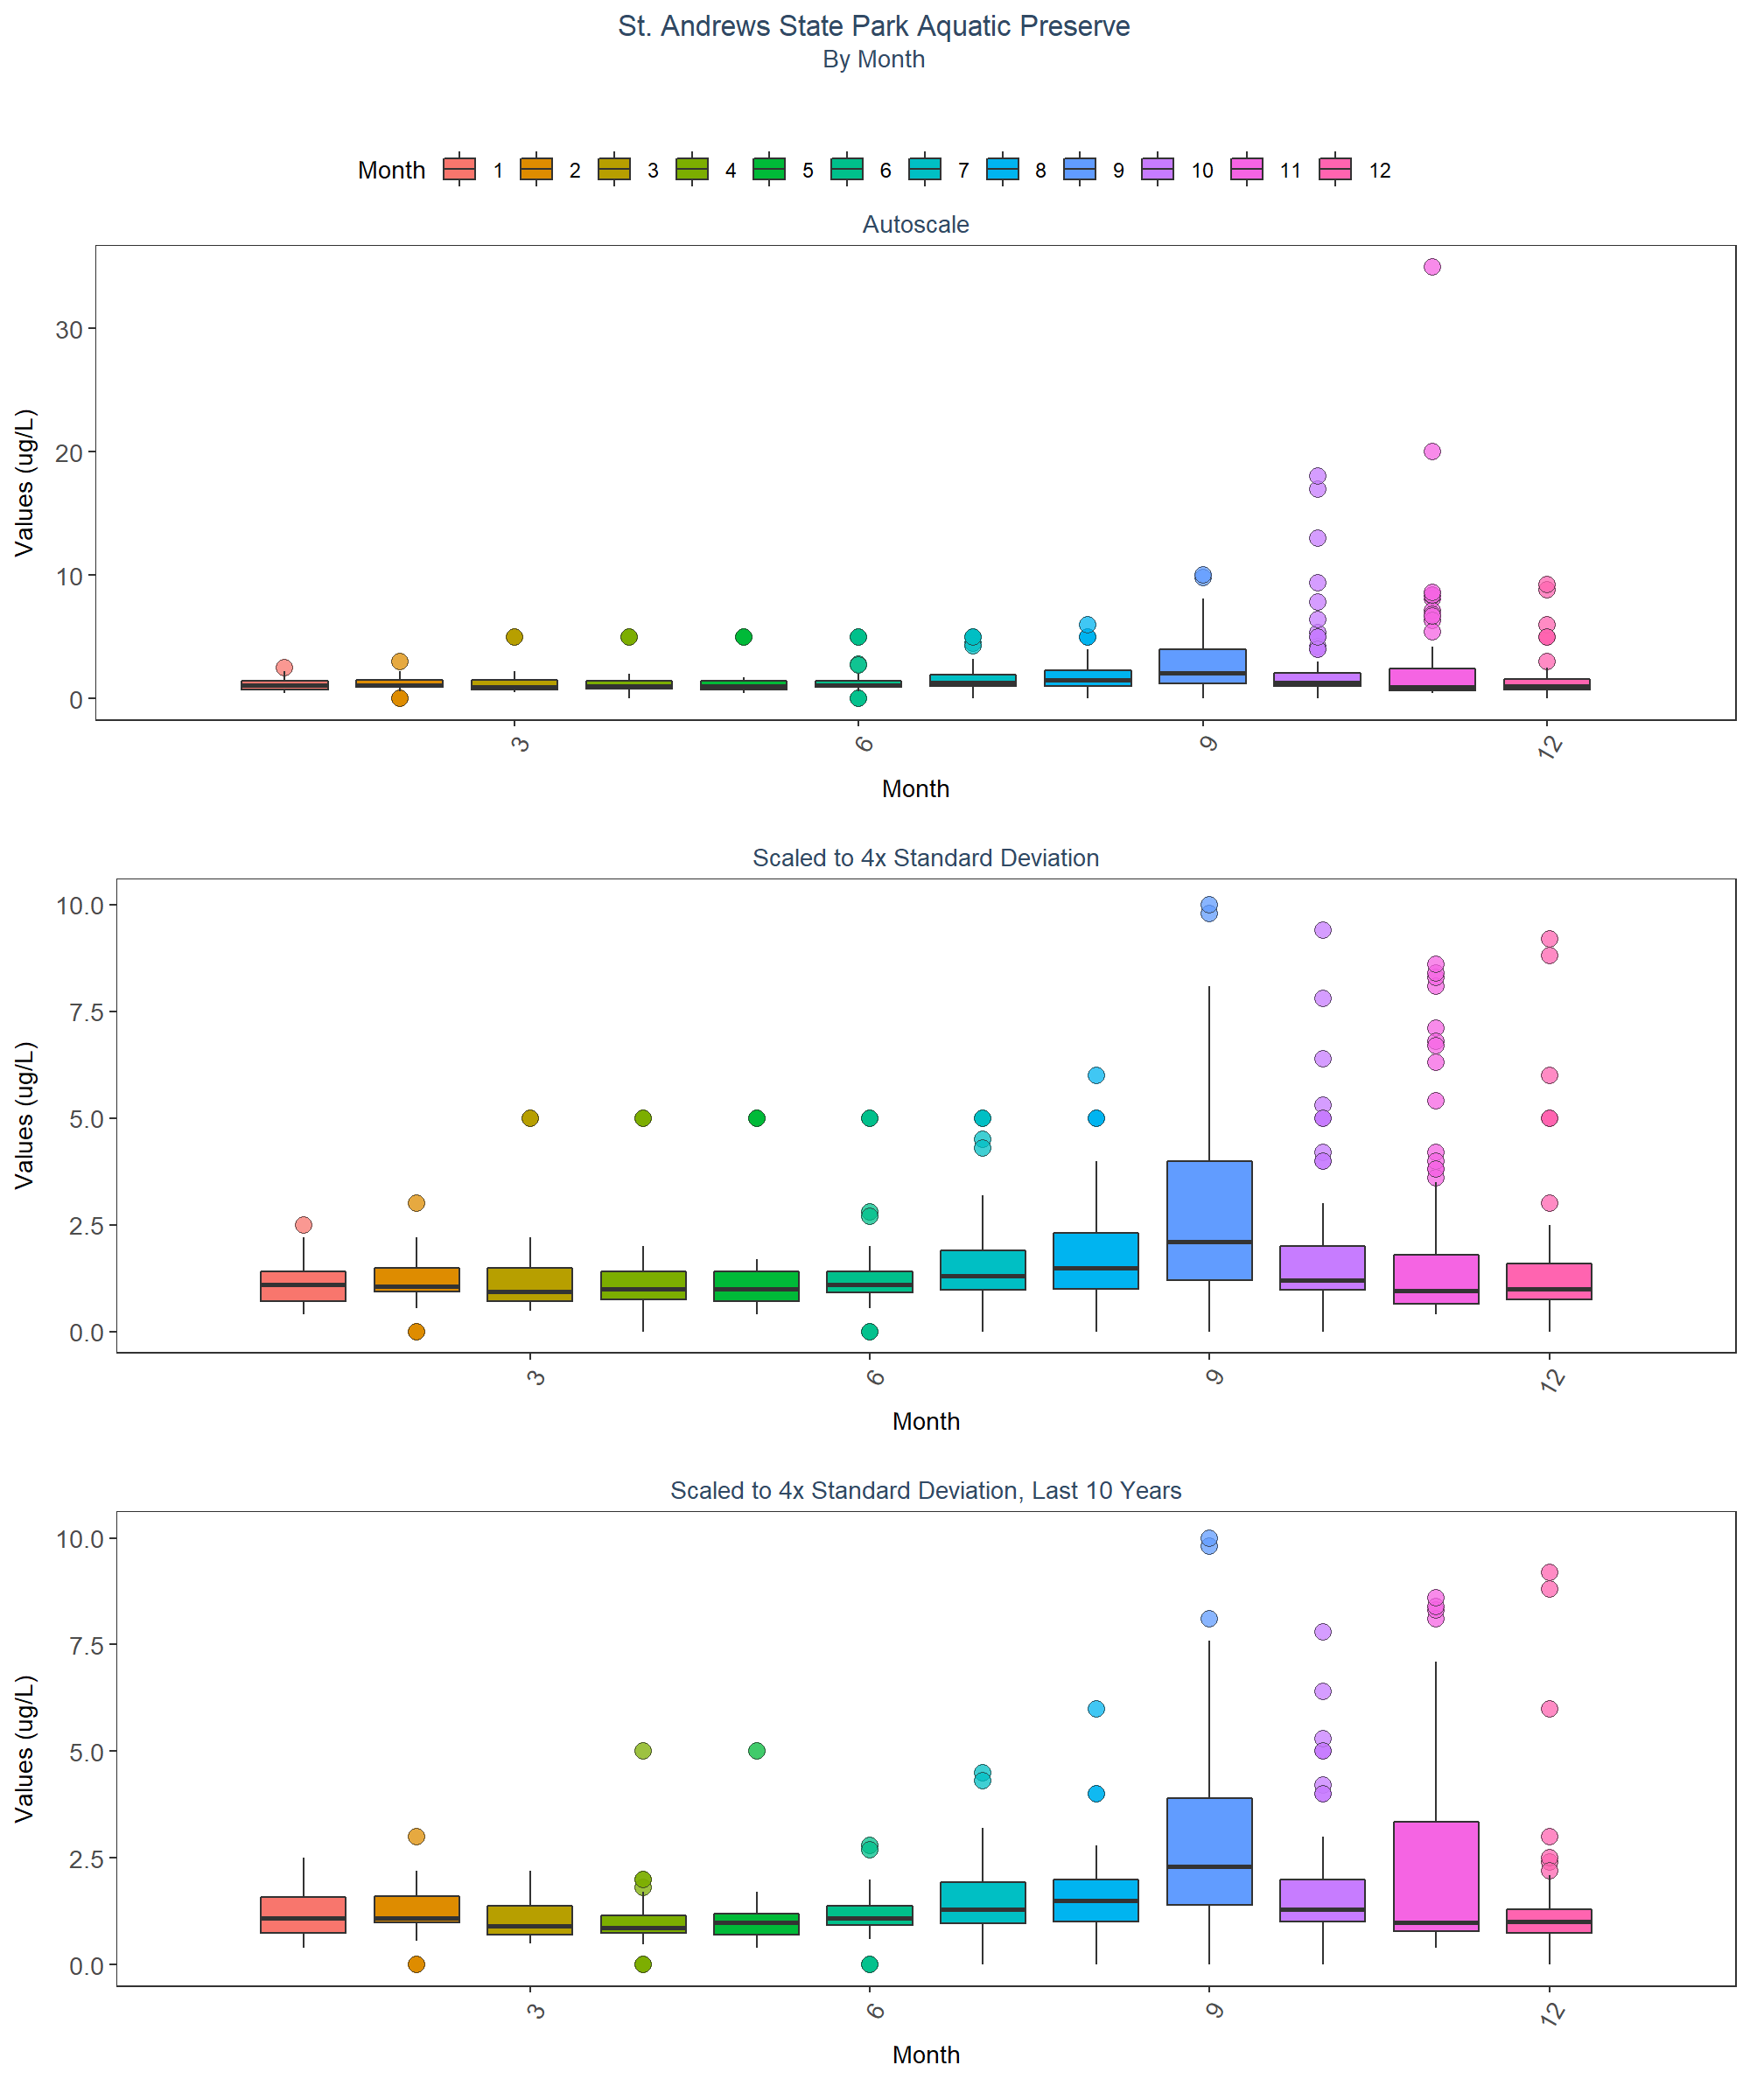 St. Andrews State Park Aquatic Preserve
By Month
Month 1 2 3 4 5 6 7 8 9 10 11 12
Autoscale
Values (ug/L)
30
20
10
0
3 6 9 12
Month
Scaled to 4x Standard Deviation
Values (ug/L)
10.0
7.5
5.0
2.5
0.0
3 6 9 12
Month
Scaled to 4x Standard Deviation, Last 10 Years
Values (ug/L)
10.0
7.5
5.0
2.5
0.0
3 6 9 12
Month